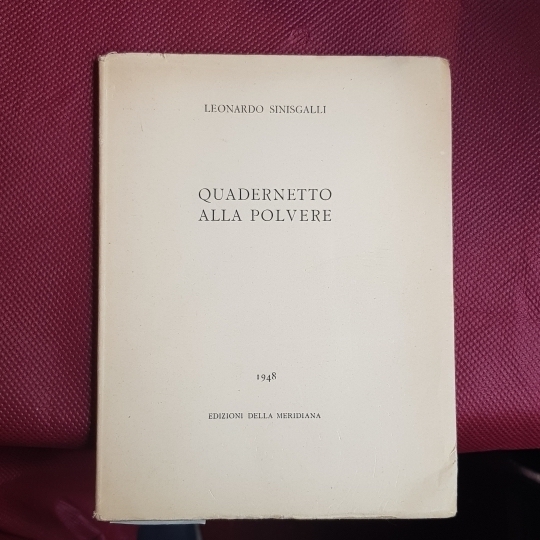 LEONARDO SINISGALLI
QUADERNETTO
ALLA POLVERE
1948
EDIZIONI DELLA MERIDIANA